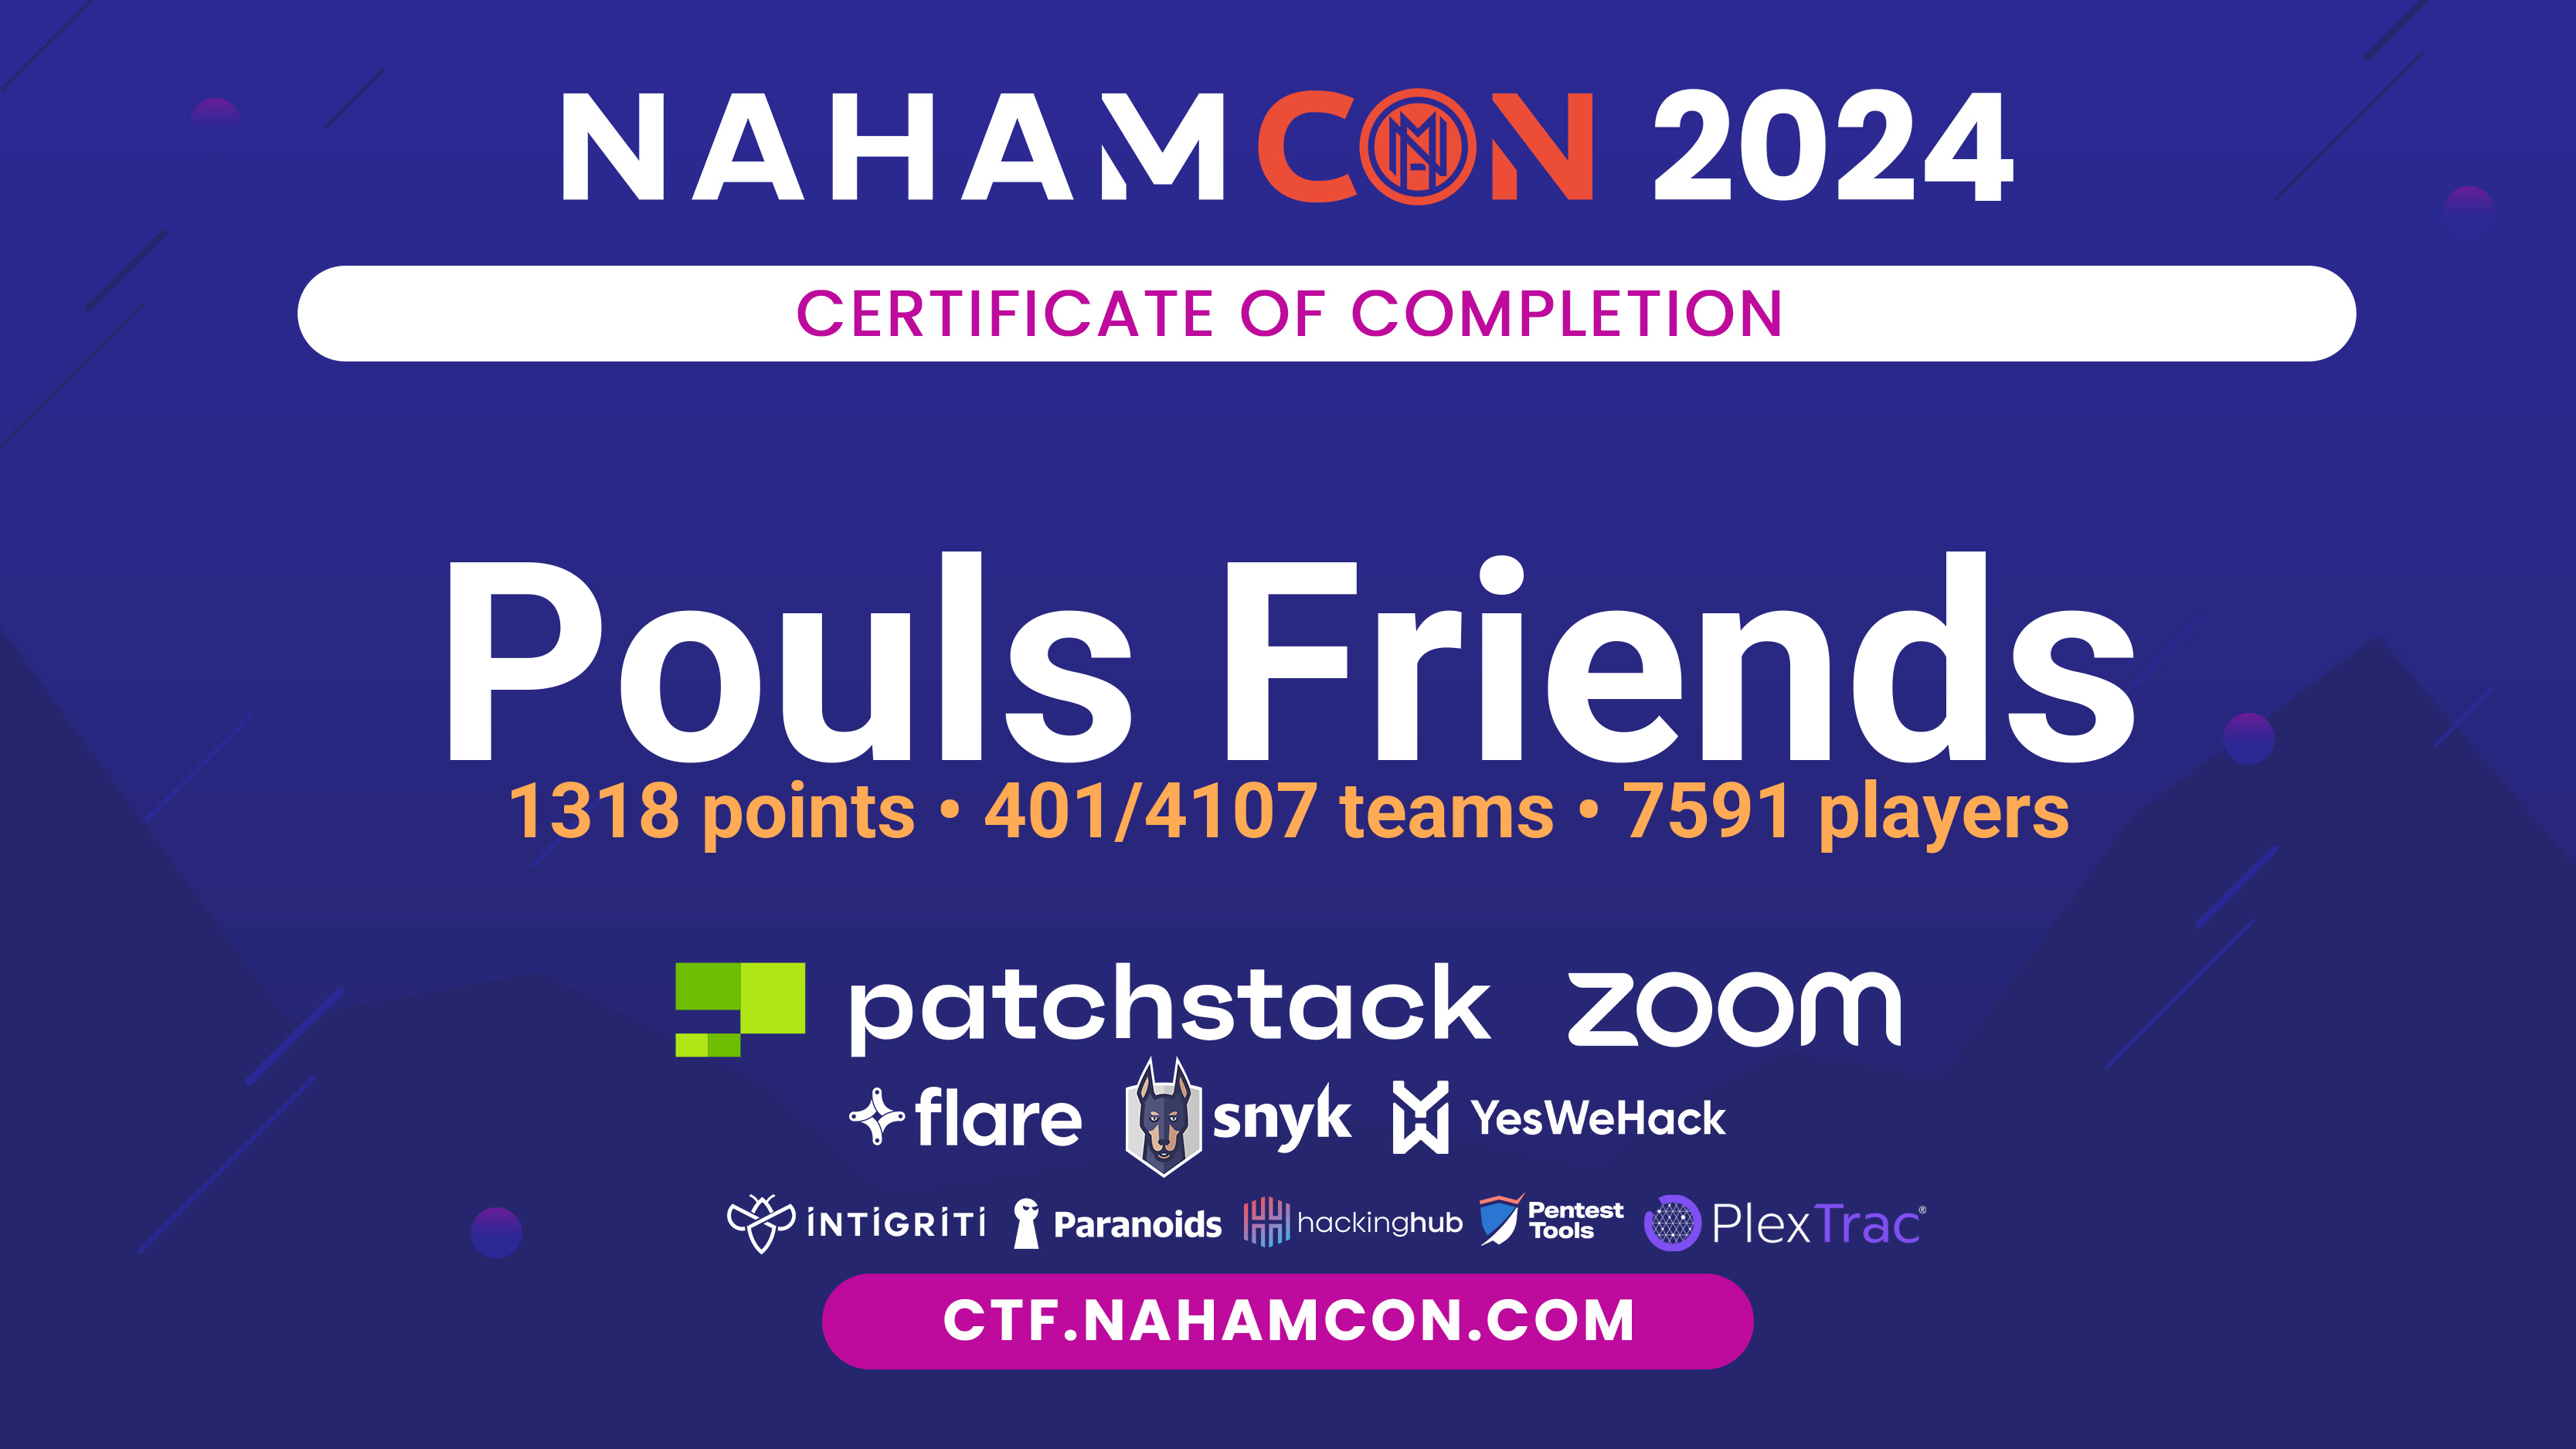 NAHAMCON 2024
CERTIFICATE OF COMPLETION
Pouls Friends
1318 points • 401/4107 teams • 7591 players
patchstack zoom
flare snyk YesWeHack
INTIGRITI Paranoids hackinghub Pentest Tools PlexTrac®
CTF.NAHAMCON.COM